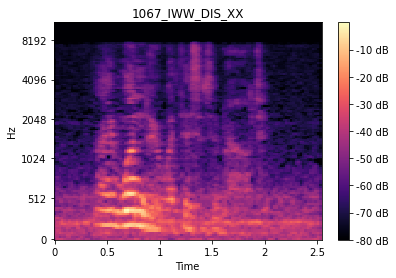 1067_IWW_DIS_XX
8192
4096
2048
1024
512
0
Hz
0
0.5
1
1.5
2
2.5
Time
-10 dB
-20 dB
-30 dB
-40 dB
-50 dB
-60 dB
-70 dB
-80 dB